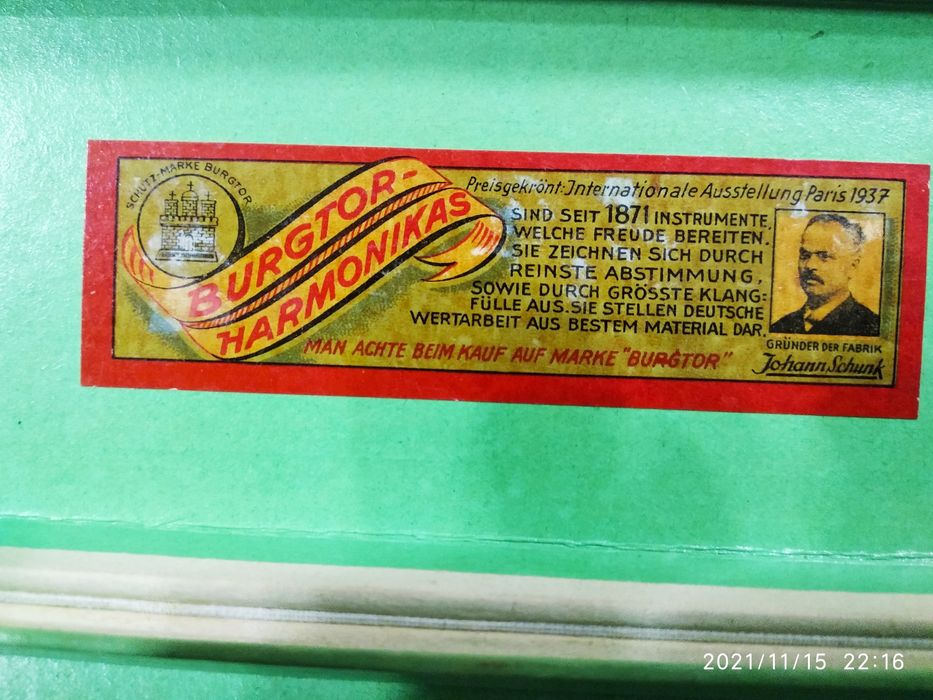 SCHUTZ-MARKE BURGTOR
BURGTOR-
HARMONIKAS
Preisgekrönt: Internationale Ausstellung Paris 1937
SIND SEIT 1871 INSTRUMENTE,
WELCHE FREUDE BEREITEN.
SIE ZEICHNEN SICH DURCH
REINSTE ABSTIMMUNG,
SOWIE DURCH GRÖSSTE KLANG=
FÜLLE AUS. SIE STELLEN DEUTSCHE
WERTARBEIT AUS BESTEM MATERIAL DAR.
MAN ACHTE BEIM KAUF AUF MARKE "BURGTOR"
GRÜNDER DER FABRIK
Johann Schunk
2021/11/15 22:16